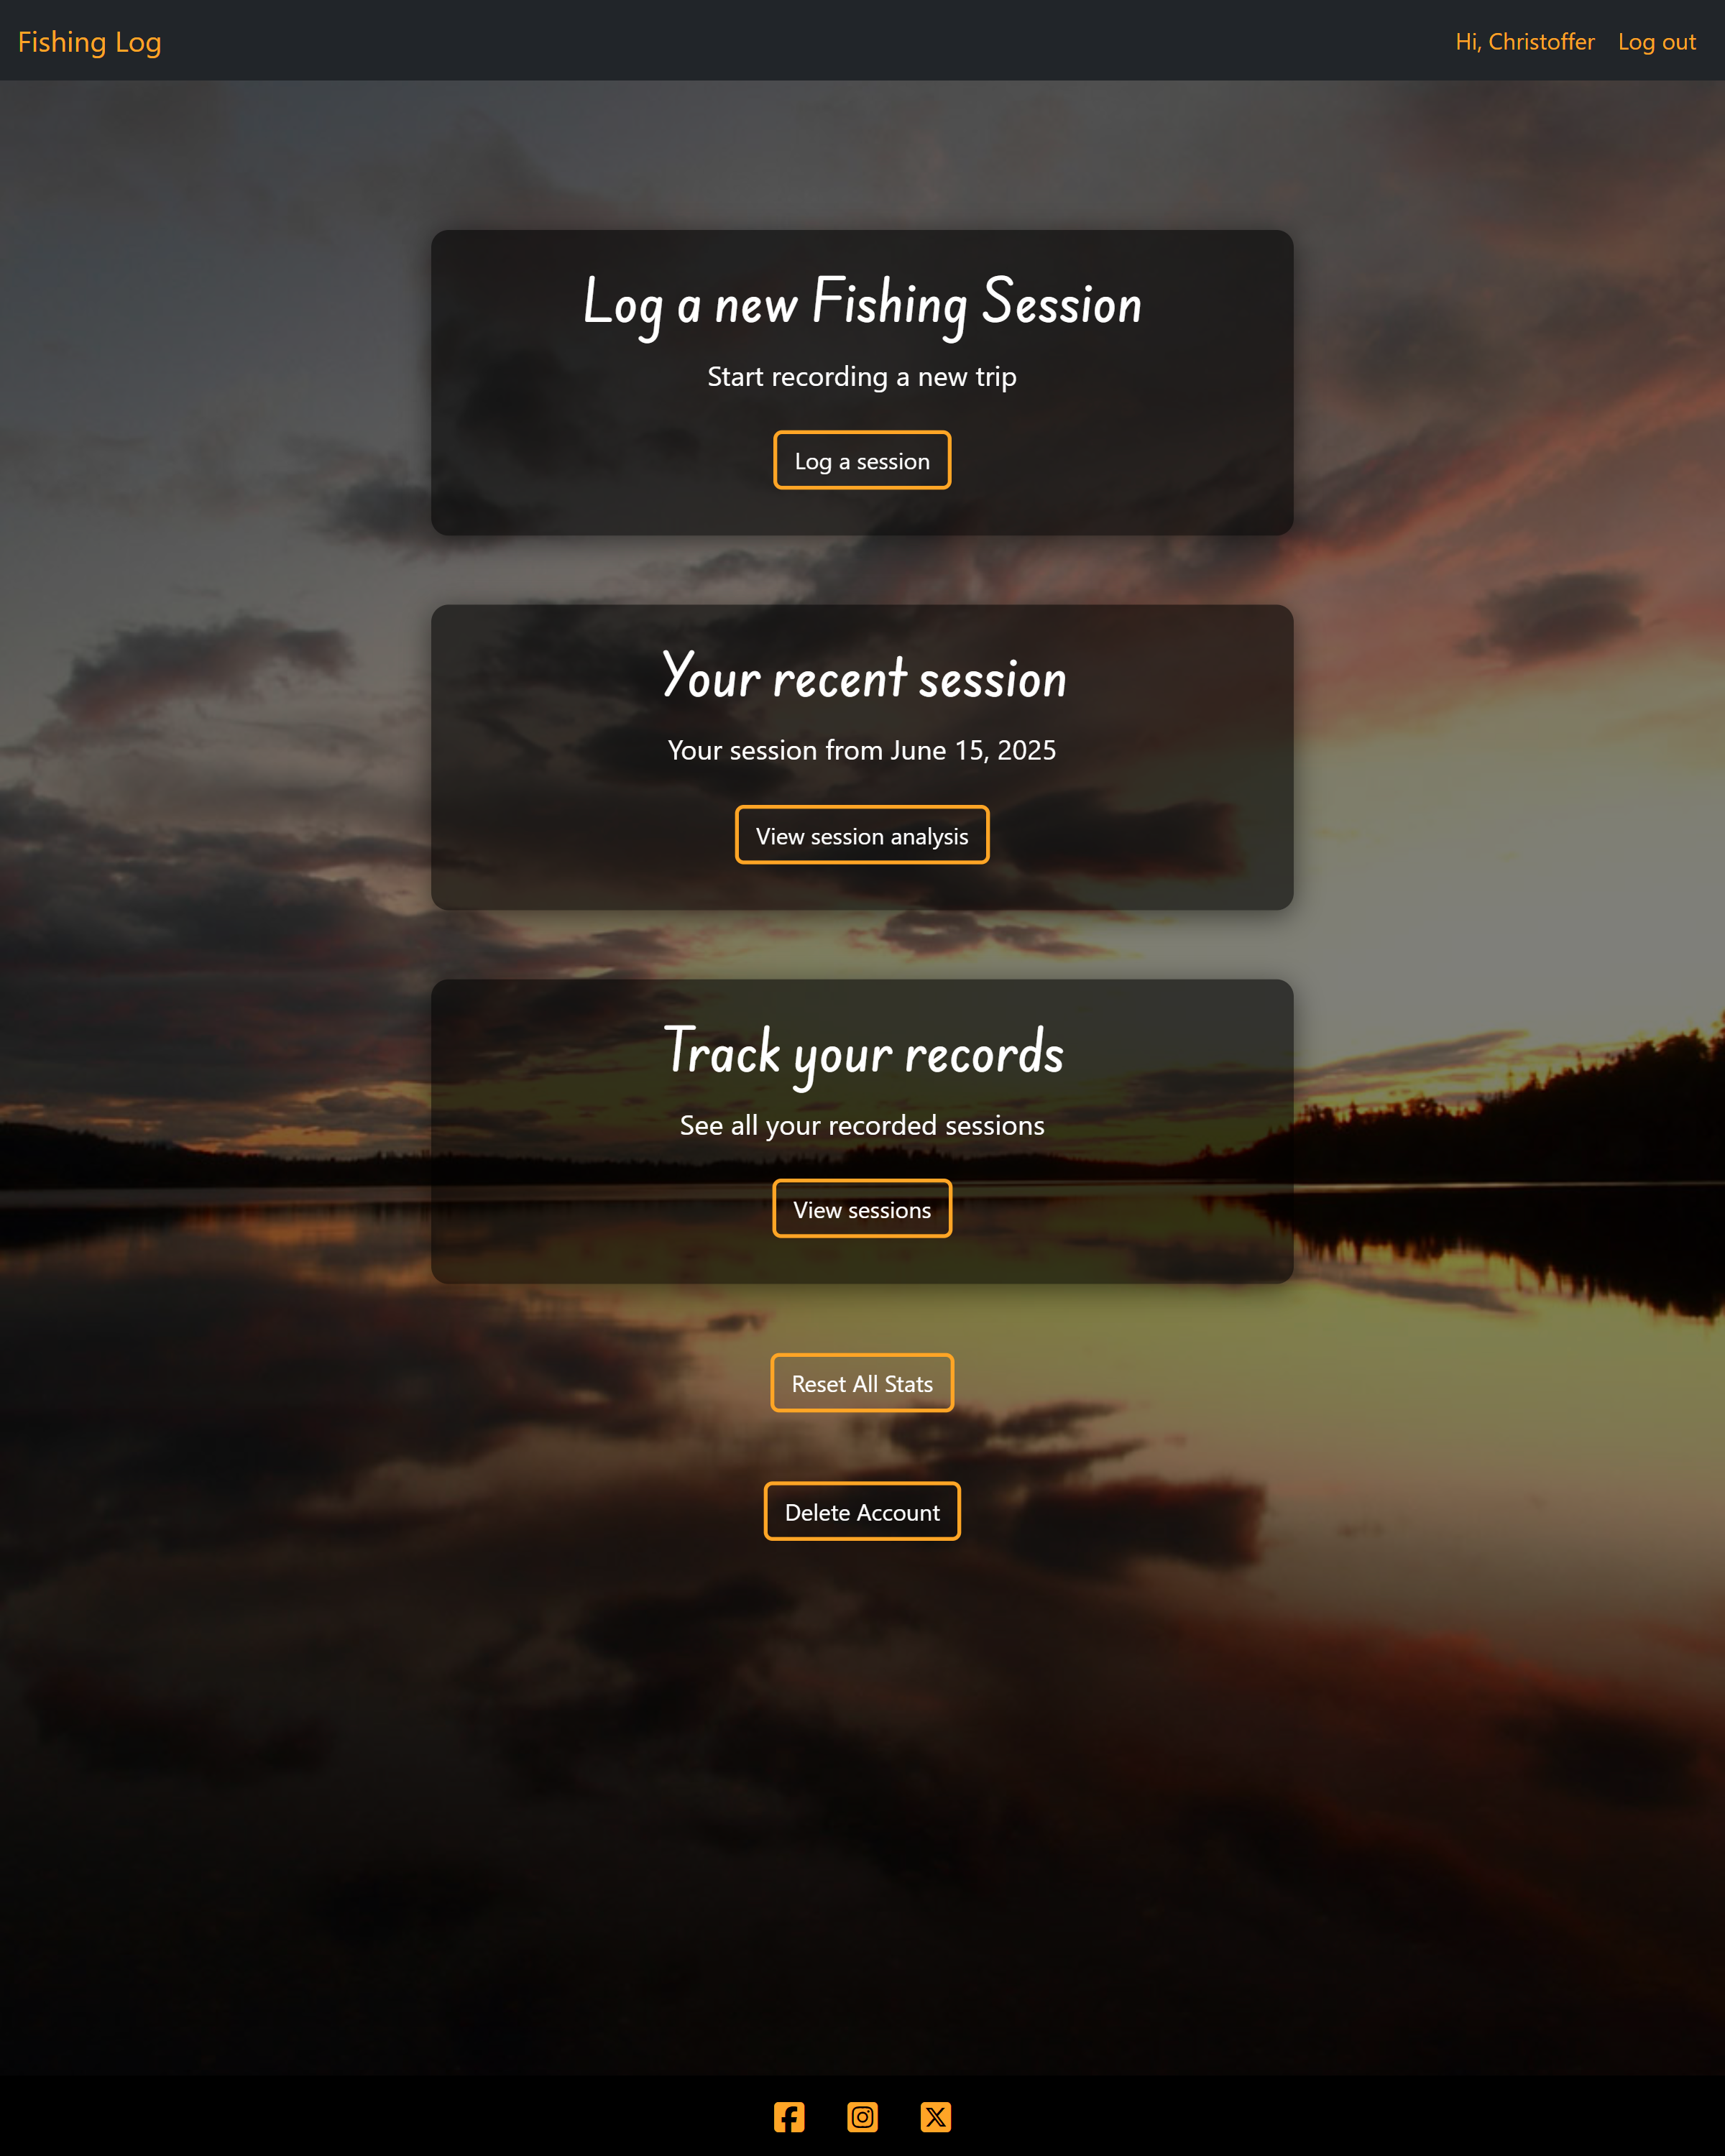 Fishing Log
Hi, Christoffer Log out
Log a new Fishing Session
Start recording a new trip
Log a session
Your recent session
Your session from June 15, 2025
View session analysis
Track your records
See all your recorded sessions
View sessions
Reset All Stats
Delete Account